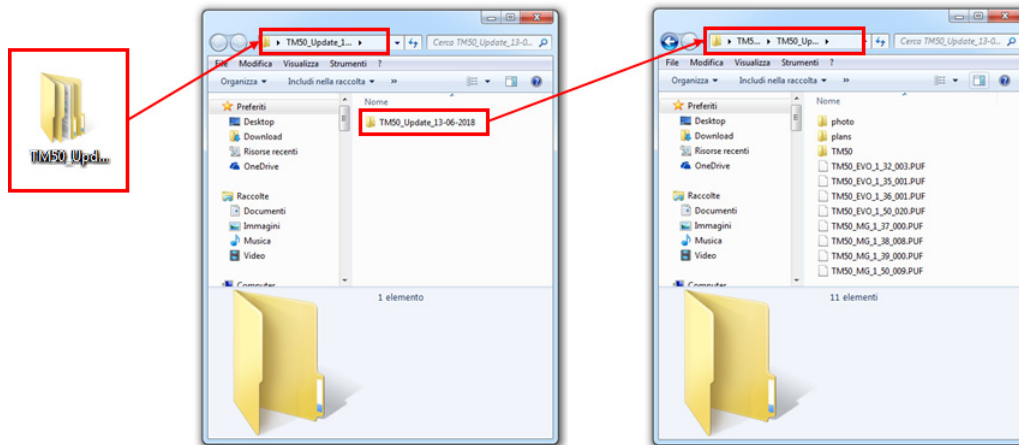 TM50_Upd...
TM50_Update_1...
Cerca TM50_Update_13-0...
File Modifica Visualizza Strumenti ?
Organizza Includi nella raccolta »
Preferiti
Desktop
Download
Risorse recenti
OneDrive
Raccolte
Documenti
Immagini
Musica
Video
Computer
Nome
TM50_Update_13-06-2018
1 elemento
TM5... TM50_Up...
Cerca TM50_Update_13-0...
File Modifica Visualizza Strumenti ?
Organizza Includi nella raccolta »
Preferiti
Desktop
Download
Risorse recenti
OneDrive
Raccolte
Documenti
Immagini
Musica
Video
Computer
Nome
photo
plans
TM50
TM50_EVO_1_32_003.PUF
TM50_EVO_1_35_001.PUF
TM50_EVO_1_36_001.PUF
TM50_EVO_1_50_020.PUF
TM50_MG_1_37_000.PUF
TM50_MG_1_38_008.PUF
TM50_MG_1_39_000.PUF
TM50_MG_1_50_009.PUF
11 elementi